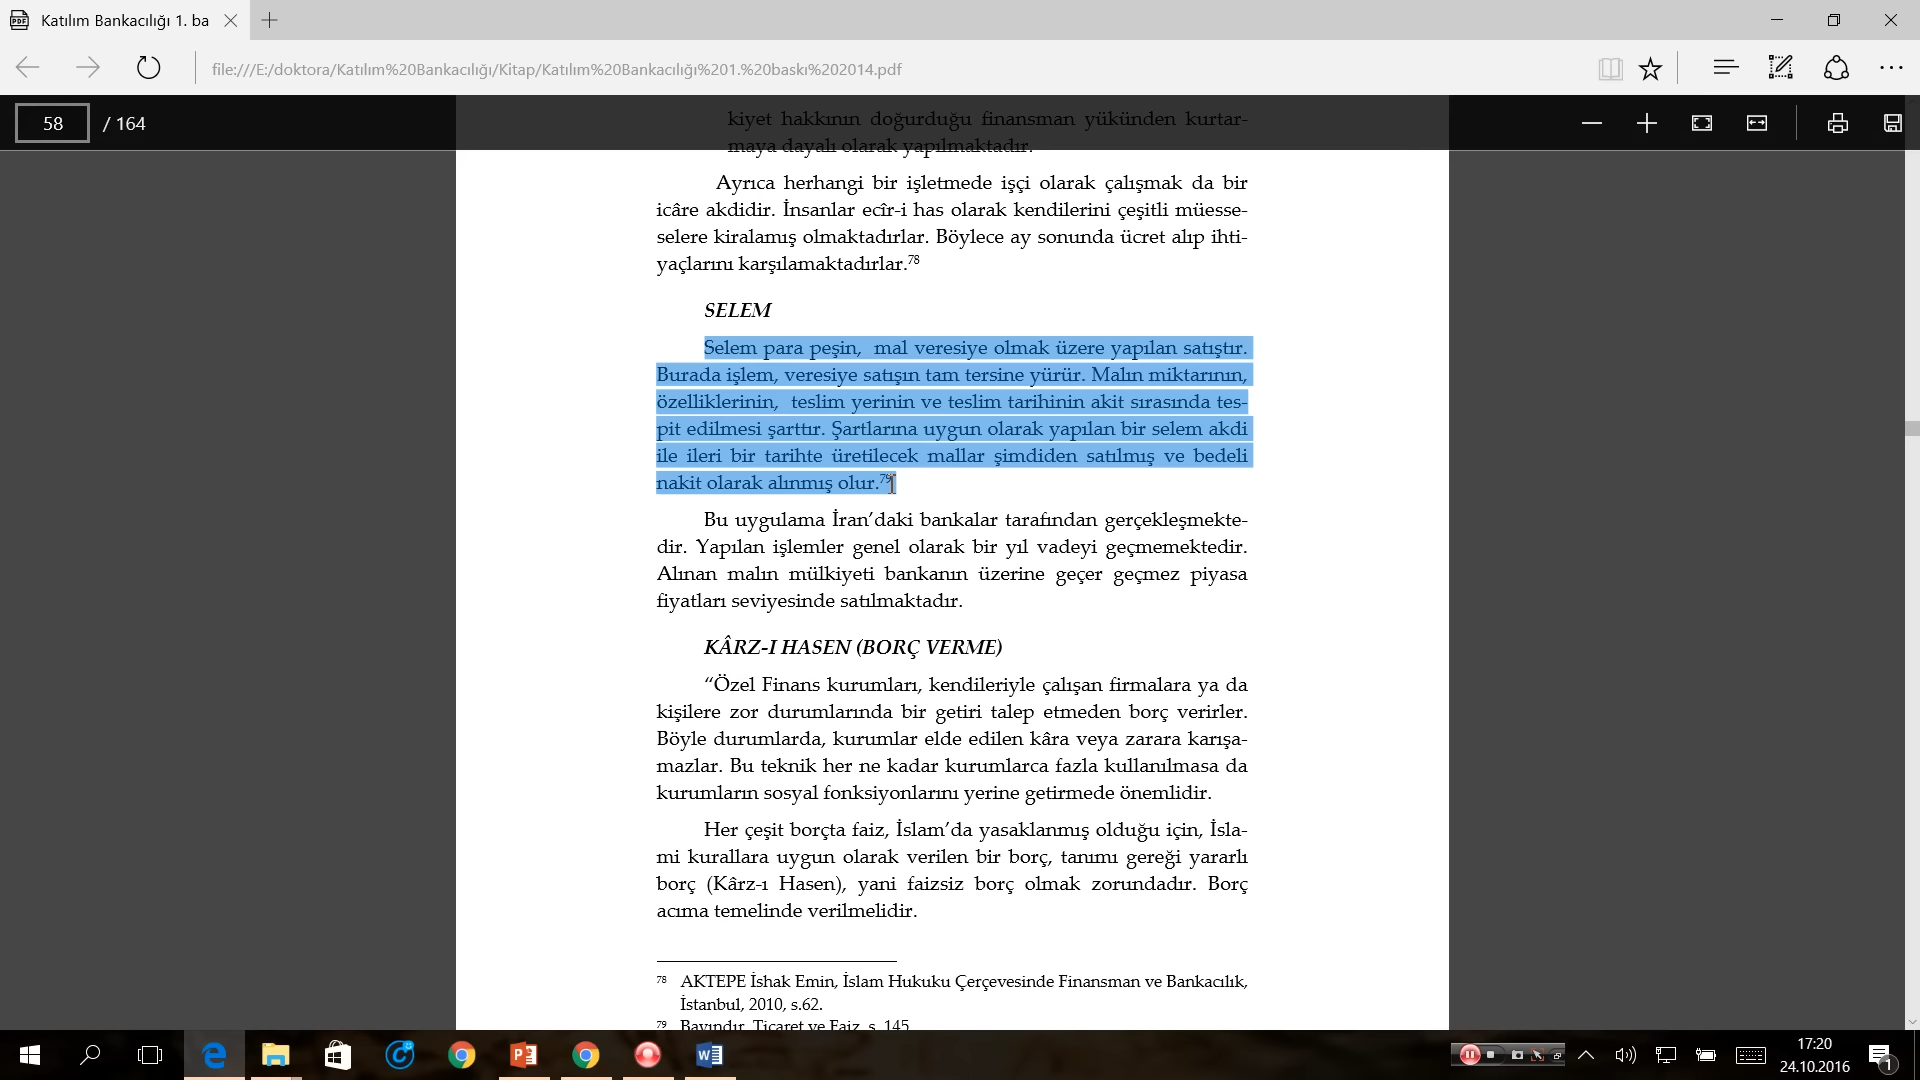 Katılım Bankacılığı 1. ba
file:///E:/doktora/Katılım%20Bankacılığı/Kitap/Katılım%20Bankacılığı%201.%20baskı%202014.pdf
58 / 164
kiyet hakkının doğurduğu finansman yükünden kurtar-
maya dayalı olarak yapılmaktadır.
Ayrıca herhangi bir işletmede işçi olarak çalışmak da bir
icâre akdidir. İnsanlar ecîr-i has olarak kendilerini çeşitli müesse-
selere kiralamış olmaktadırlar. Böylece ay sonunda ücret alıp ihti-
yaçlarını karşılamaktadırlar.78
SELEM
Selem para peşin, mal veresiye olmak üzere yapılan satıştır.
Burada işlem, veresiye satışın tam tersine yürür. Malın miktarının,
özelliklerinin, teslim yerinin ve teslim tarihinin akit sırasında tes-
pit edilmesi şarttır. Şartlarına uygun olarak yapılan bir selem akdi
ile ileri bir tarihte üretilecek mallar şimdiden satılmış ve bedeli
nakit olarak alınmış olur.79
Bu uygulama İran'daki bankalar tarafından gerçekleşmekte-
dir. Yapılan işlemler genel olarak bir yıl vadeyi geçmemektedir.
Alınan malın mülkiyeti bankanın üzerine geçer geçmez piyasa
fiyatları seviyesinde satılmaktadır.
KÂRZ-I HASEN (BORÇ VERME)
“Özel Finans kurumları, kendileriyle çalışan firmalara ya da
kişilere zor durumlarında bir getiri talep etmeden borç verirler.
Böyle durumlarda, kurumlar elde edilen kâra veya zarara karışa-
mazlar. Bu teknik her ne kadar kurumlarca fazla kullanılmasa da
kurumların sosyal fonksiyonlarını yerine getirmede önemlidir.
Her çeşit borçta faiz, İslam'da yasaklanmış olduğu için, İsla-
mi kurallara uygun olarak verilen bir borç, tanımı gereği yararlı
borç (Kârz-ı Hasen), yani faizsiz borç olmak zorundadır. Borç
acıma temelinde verilmelidir.
78 AKTEPE İshak Emin, İslam Hukuku Çerçevesinde Finansman ve Bankacılık,
İstanbul, 2010, s.62.
79 Bayındır, Ticaret ve Faiz, s. 145
17:20
24.10.2016
1